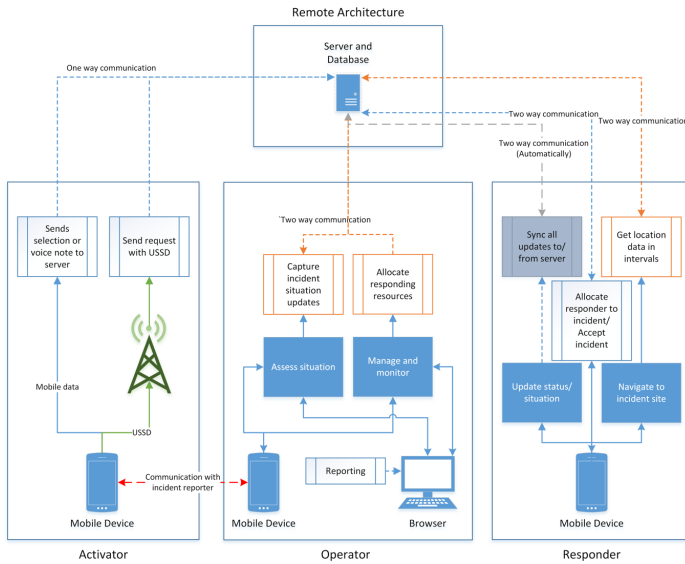 Remote Architecture
Server and
Database
One way communication
Two way communication
Two way communication
Two way communication
(Automatically)
`Two way communication
Sends
selection or
voice note to
server
Send request
with USSD
Capture
incident
situation
updates
Allocate
responding
resources
Sync all
updates to/
from server
Get location
data in
intervals
Allocate
responder to
incident/
Accept
incident
Assess situation
Manage and
monitor
Update status/
situation
Navigate to
incident site
Mobile data
USSD
Communication with
incident reporter
Reporting
Mobile Device
Mobile Device
Browser
Mobile Device
Activator
Operator
Responder